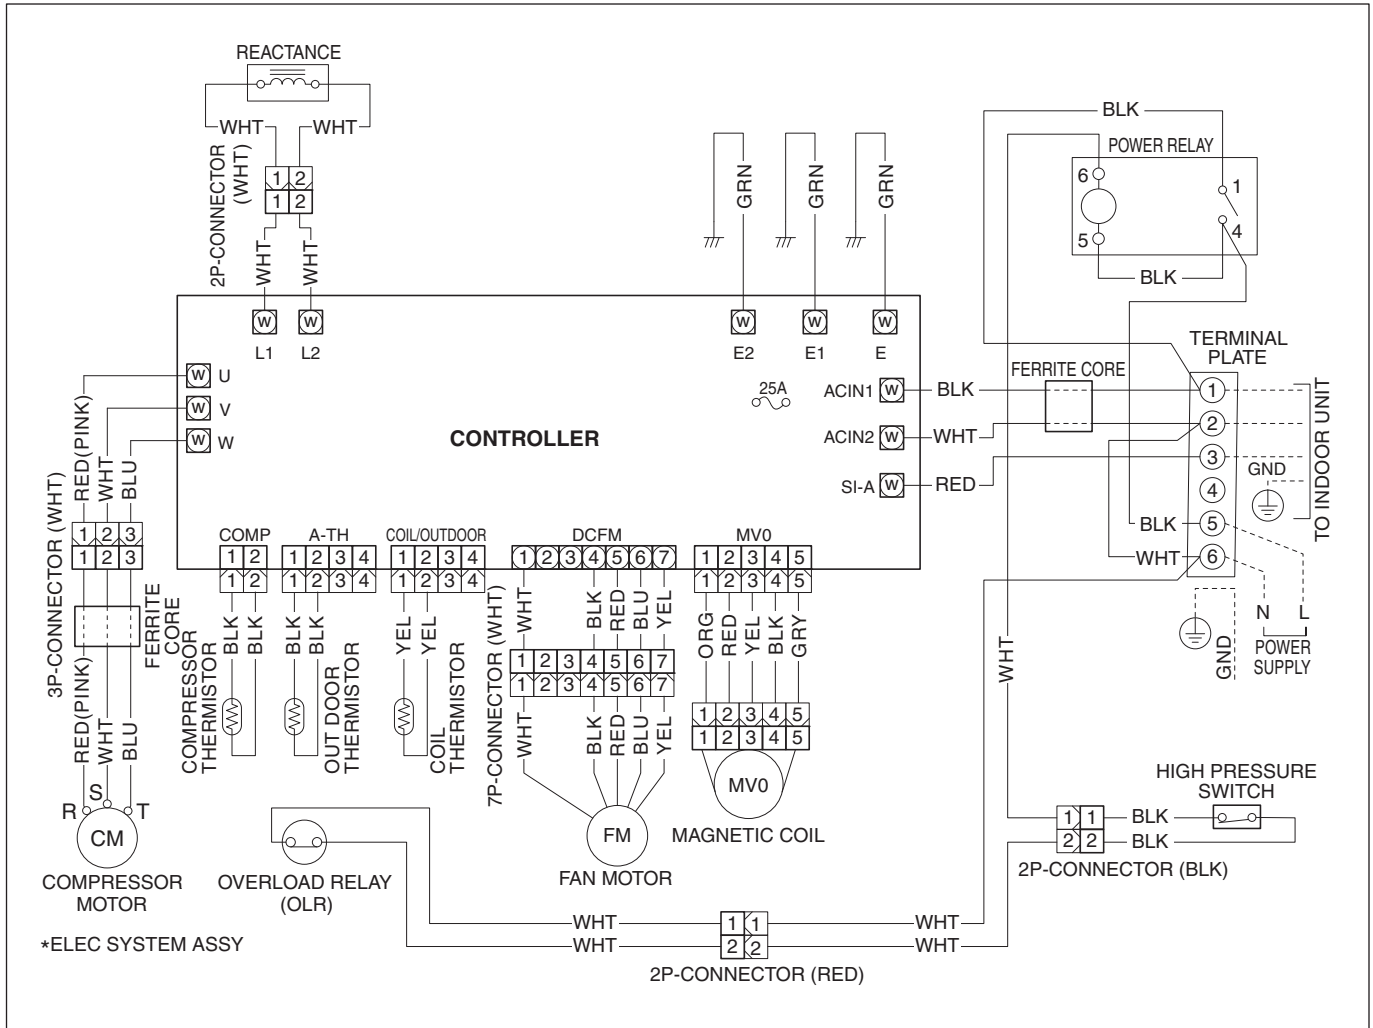 REACTANCE
WHT WHT
2P-CONNECTOR
(WHT)
1 2
1 2
WHT WHT
GRN GRN GRN
BLK
POWER RELAY
6 1
5 4
BLK
W W W W W
L1 L2 E2 E1 E
W U
W V
W W
25A
CONTROLLER
ACIN1 W BLK
ACIN2 W WHT
SI-A W RED
FERRITE CORE
TERMINAL
PLATE
1
2
3
4
BLK 5
WHT 6
GND
TO INDOOR UNIT
N L
POWER
SUPPLY
GND
WHT
RED(PINK) WHT BLU
3P-CONNECTOR (WHT)
1 2 3
1 2 3
FERRITE
CORE
RED(PINK) WHT BLU
R S T
CM
COMPRESSOR
MOTOR
COMP A-TH COIL/OUTDOOR DCFM MV0
1 2 1 2 3 4 1 2 3 4 1 2 3 4 5 6 7 1 2 3 4 5
1 2 1 2 3 4 1 2 3 4 1 2 3 4 5
BLK BLK
COMPRESSOR
THERMISTOR
BLK BLK
OUT DOOR
THERMISTOR
YEL YEL
COIL
THERMISTOR
WHT BLK RED BLU YEL
7P-CONNECTOR (WHT)
1 2 3 4 5 6 7
1 2 3 4 5 6 7
WHT BLK RED BLU YEL
FM
FAN MOTOR
ORG RED YEL BLK GRY
1 2 3 4 5
1 2 3 4 5
MV0
MAGNETIC COIL
OVERLOAD RELAY
(OLR)
HIGH PRESSURE
SWITCH
1 1 BLK
2 2 BLK
2P-CONNECTOR (BLK)
WHT 1 1 WHT
WHT 2 2 WHT
2P-CONNECTOR (RED)
*ELEC SYSTEM ASSY